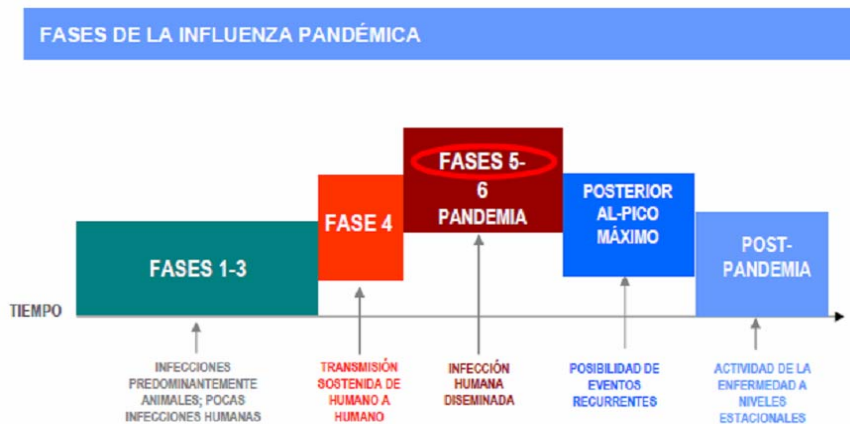 FASES DE LA INFLUENZA PANDÉMICA
FASES 5-
6
PANDEMIA
FASE 4
POSTERIOR
AL-PICO
MÁXIMO
FASES 1-3
POST-
PANDEMIA
TIEMPO
INFECCIONES
PREDOMINANTEMENTE
ANIMALES; POCAS
INFECCIONES HUMANAS
TRANSMISIÓN
SOSTENIDA DE
HUMANO A
HUMANO
INFECCIÓN
HUMANA
DISEMINADA
POSIBILIDAD DE
EVENTOS
RECURRENTES
ACTIVIDAD DE LA
ENFERMEDAD A
NIVELES
ESTACIONALES